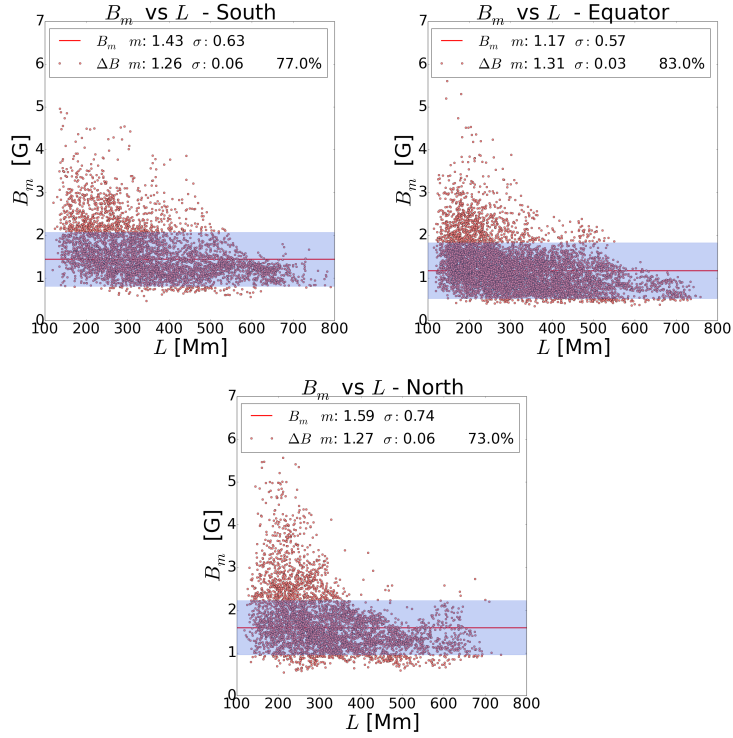 B_m vs L - South
B_m m: 1.43 σ: 0.63
ΔB m: 1.26 σ: 0.06 77.0%
7
6
5
4
3
2
1
0
B_m [G]
100 200 300 400 500 600 700 800
L [Mm]
B_m vs L - Equator
B_m m: 1.17 σ: 0.57
ΔB m: 1.31 σ: 0.03 83.0%
7
6
5
4
3
2
1
0
B_m [G]
100 200 300 400 500 600 700 800
L [Mm]
B_m vs L - North
B_m m: 1.59 σ: 0.74
ΔB m: 1.27 σ: 0.06 73.0%
7
6
5
4
3
2
1
0
B_m [G]
100 200 300 400 500 600 700 800
L [Mm]